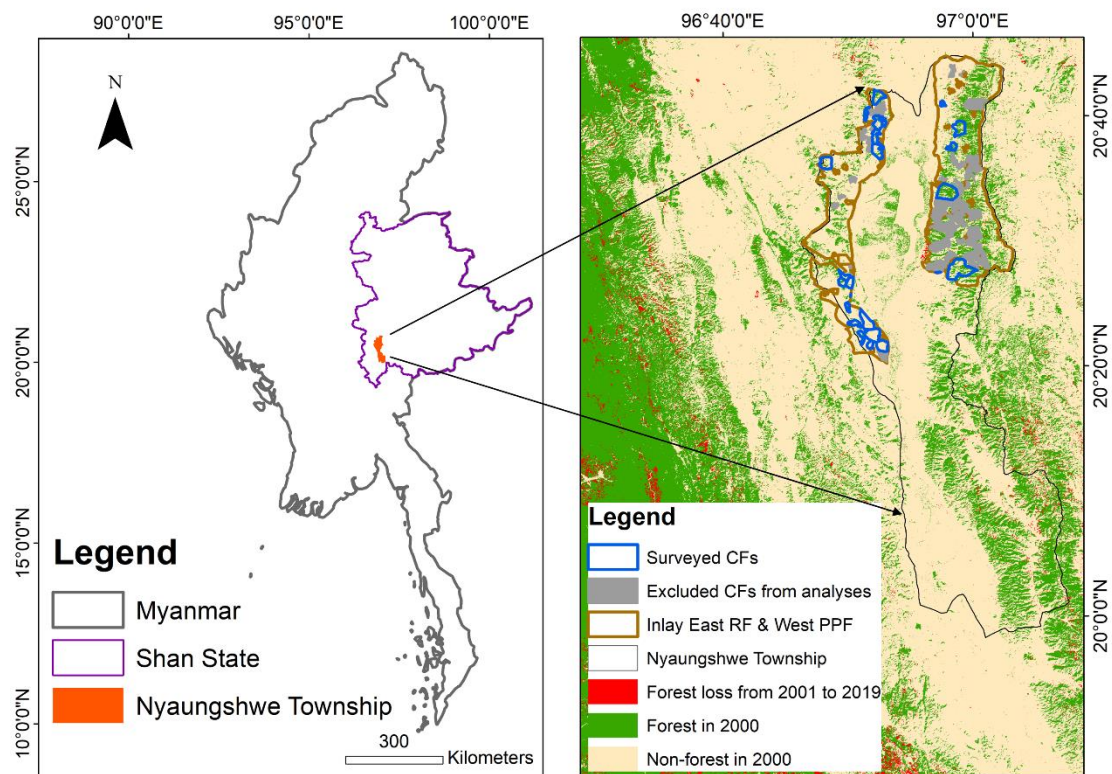 90°0'0"E 95°0'0"E 100°0'0"E
N
25°0'0"N
20°0'0"N
15°0'0"N
10°0'0"N
Legend
Myanmar
Shan State
Nyaungshwe Township
300
Kilometers
96°40'0"E 97°0'0"E
20°40'0"N
20°20'0"N
20°0'0"N
Legend
Surveyed CFs
Excluded CFs from analyses
Inlay East RF & West PPF
Nyaungshwe Township
Forest loss from 2001 to 2019
Forest in 2000
Non-forest in 2000